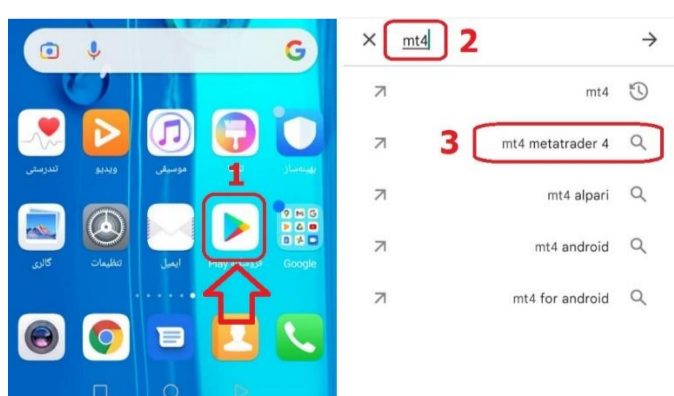 بهینه‌ساز
موسیقی
ویدیو
تندرستی
1
Google
Play
ایمیل
تنظیمات
گالری
mt4
2
mt4
3
mt4 metatrader 4
mt4 alpari
mt4 android
mt4 for android